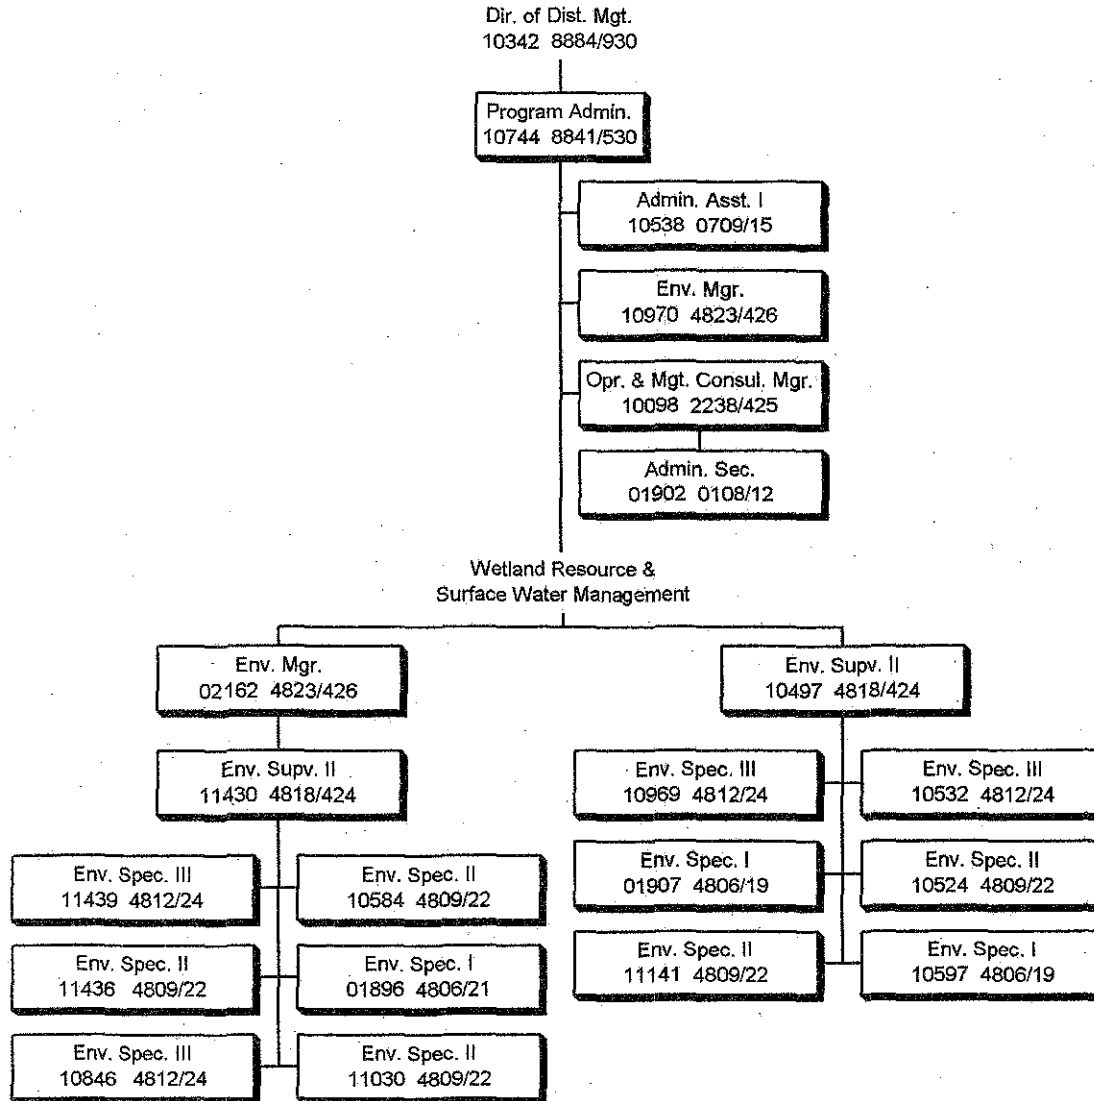 Dir. of Dist. Mgt.
10342 8884/930
Program Admin.
10744 8841/530
Admin. Asst. I
10538 0709/15
Env. Mgr.
10970 4823/426
Opr. & Mgt. Consul. Mgr.
10098 2238/425
Admin. Sec.
01902 0108/12
Wetland Resource &
Surface Water Management
Env. Mgr.
02162 4823/426
Env. Supv. II
11430 4818/424
Env. Spec. III
11439 4812/24
Env. Spec. II
10584 4809/22
Env. Spec. II
11436 4809/22
Env. Spec. I
01896 4806/21
Env. Spec. III
10846 4812/24
Env. Spec. II
11030 4809/22
Env. Supv. II
10497 4818/424
Env. Spec. III
10969 4812/24
Env. Spec. III
10532 4812/24
Env. Spec. I
01907 4806/19
Env. Spec. II
10524 4809/22
Env. Spec. II
11141 4809/22
Env. Spec. I
10597 4806/19